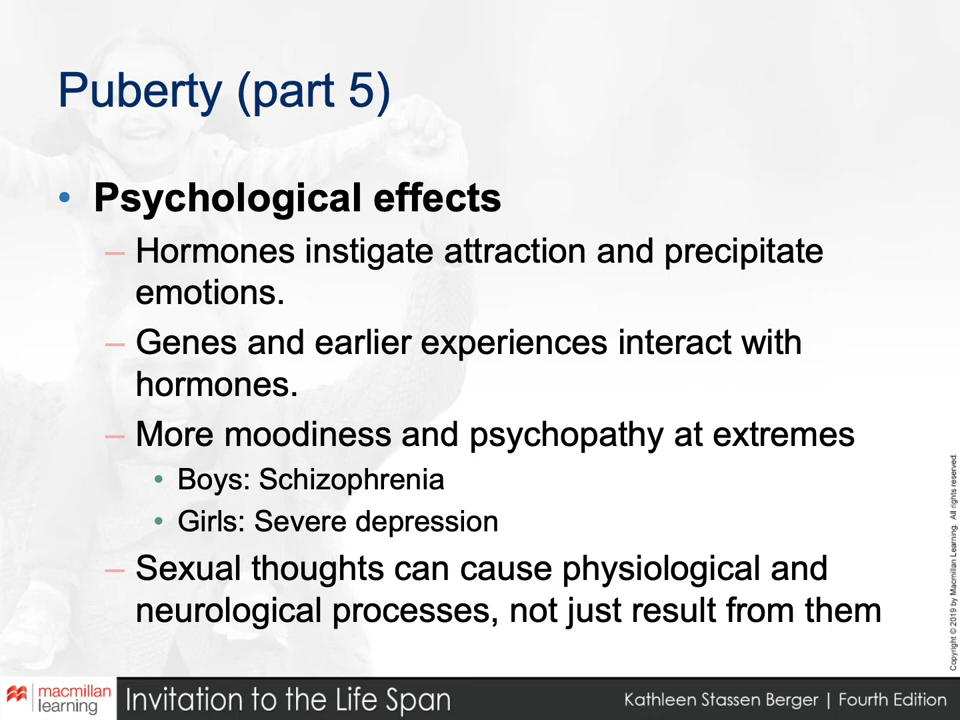 Puberty (part 5)
• Psychological effects
– Hormones instigate attraction and precipitate
emotions.
– Genes and earlier experiences interact with
hormones.
– More moodiness and psychopathy at extremes
• Boys: Schizophrenia
• Girls: Severe depression
– Sexual thoughts can cause physiological and
neurological processes, not just result from them
Copyright © 2019 by Macmillan Learning. All rights reserved.
macmillan
learning
Invitation to the Life Span
Kathleen Stassen Berger | Fourth Edition